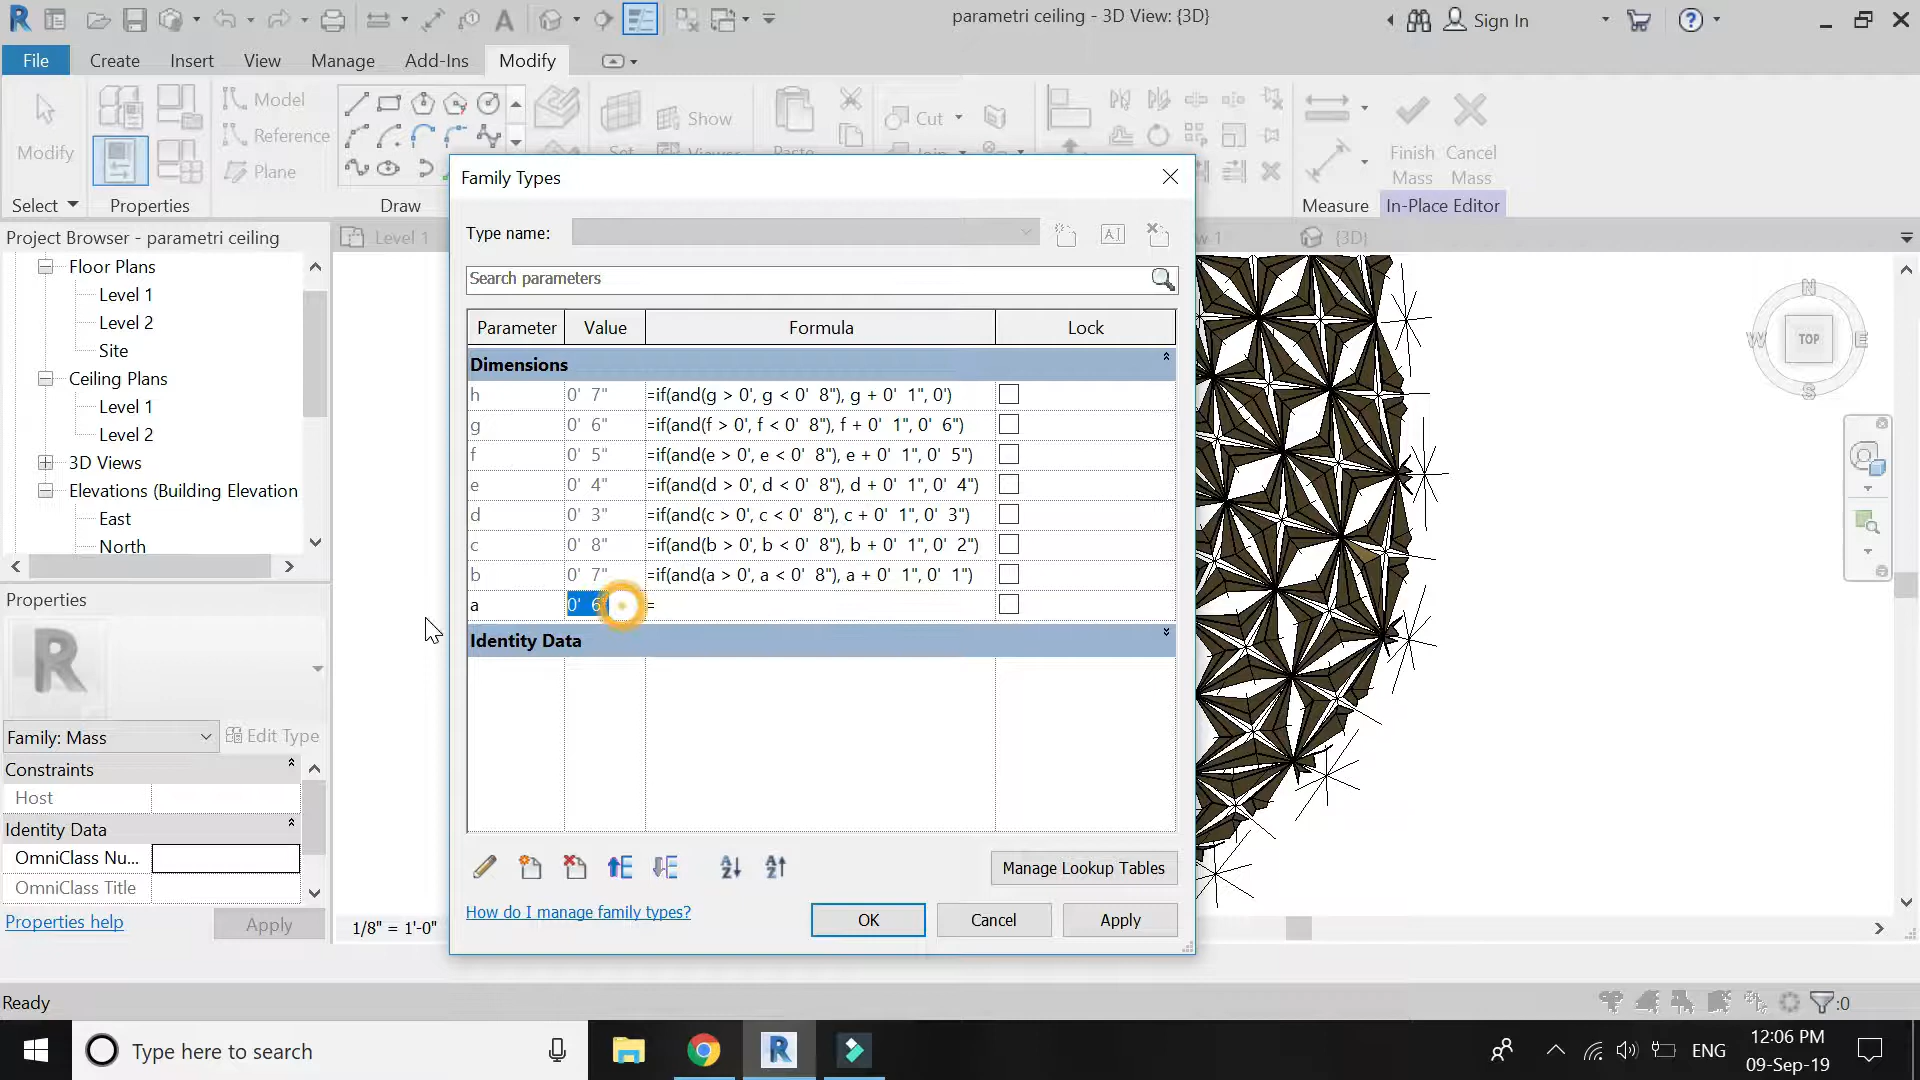 parametri ceiling - 3D View: {3D}
Sign In
File Create Insert View Manage Add-Ins Modify
Modify
Model
Reference
Plane
Show
Cut
Finish Mass
Cancel Mass
Select Properties Draw Measure In-Place Editor
Project Browser - parametri ceiling
Level 1
{3D}
Floor Plans
Level 1
Level 2
Site
Ceiling Plans
Level 1
Level 2
3D Views
Elevations (Building Elevation
East
North
Properties
R
Family: Mass
Edit Type
Constraints
Host
Identity Data
OmniClass Nu...
OmniClass Title
Properties help
Apply
1/8" = 1'-0"
Family Types
Type name:
Search parameters
Parameter Value Formula Lock
Dimensions
h 0' 7" =if(and(g > 0', g < 0' 8"), g + 0' 1", 0')
g 0' 6" =if(and(f > 0', f < 0' 8"), f + 0' 1", 0' 6")
f 0' 5" =if(and(e > 0', e < 0' 8"), e + 0' 1", 0' 5")
e 0' 4" =if(and(d > 0', d < 0' 8"), d + 0' 1", 0' 4")
d 0' 3" =if(and(c > 0', c < 0' 8"), c + 0' 1", 0' 3")
c 0' 8" =if(and(b > 0', b < 0' 8"), b + 0' 1", 0' 2")
b 0' 7" =if(and(a > 0', a < 0' 8"), a + 0' 1", 0' 1")
a 0' 6 =
Identity Data
Manage Lookup Tables
How do I manage family types?
OK Cancel Apply
N
W TOP E
S
Ready
:0
Type here to search
ENG
12:06 PM
09-Sep-19